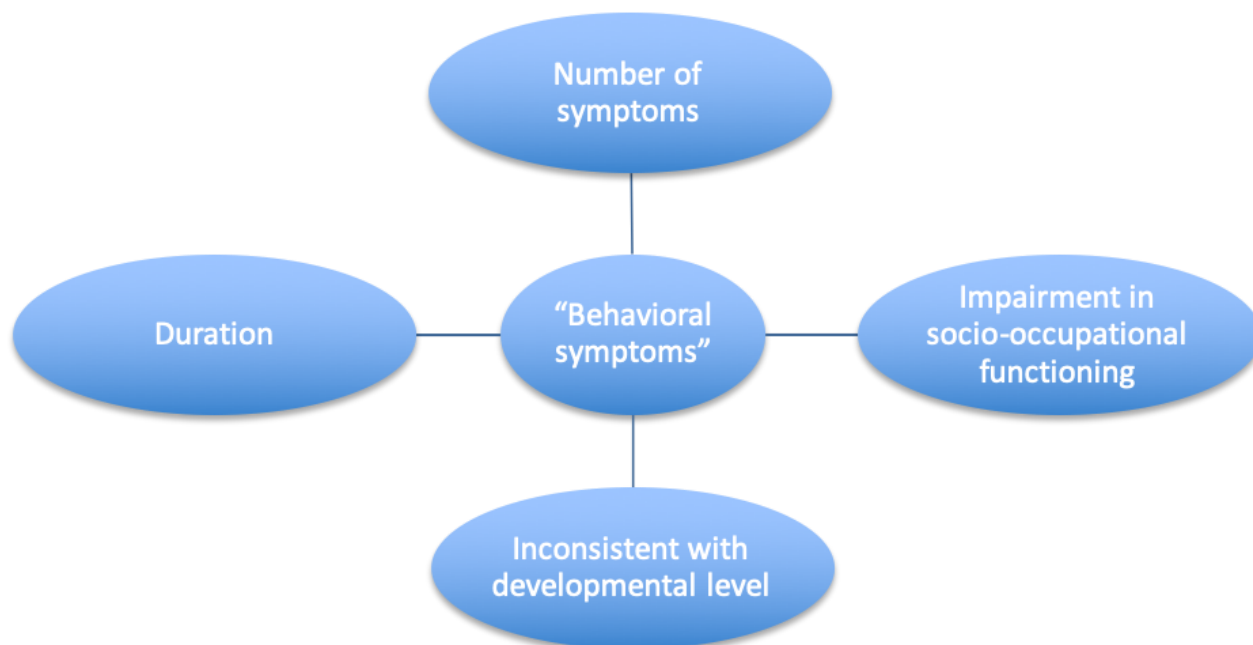 Number of
symptoms
Duration
“Behavioral
symptoms”
Impairment in
socio-occupational
functioning
Inconsistent with
developmental level